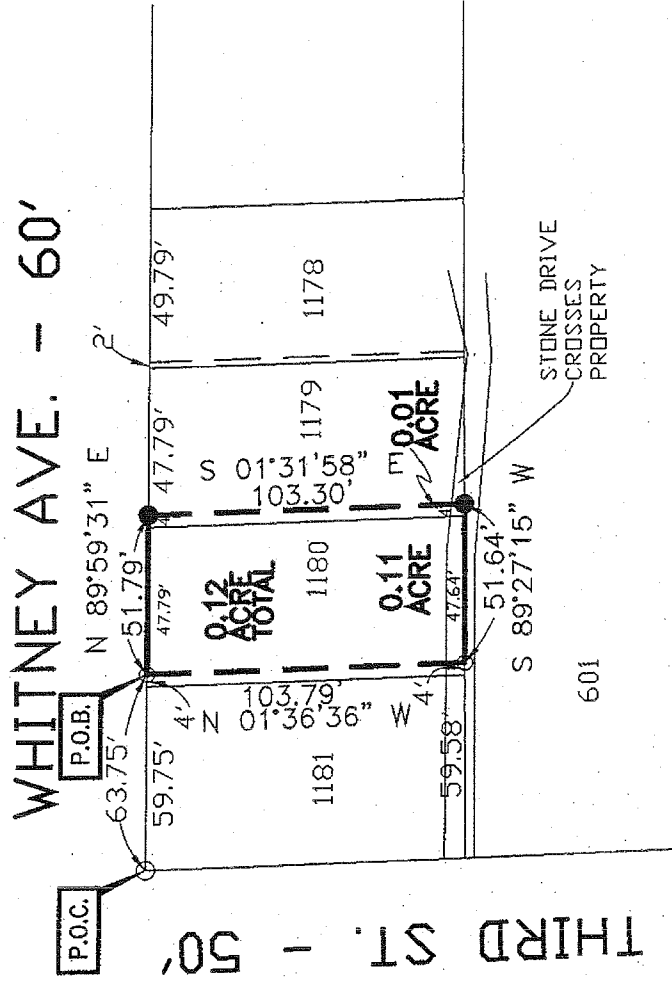 WHITNEY AVE. - 60'
P.O.C.
P.O.B.
63.75'
N 89°59'31" E
51.79'
2'
59.75'
4'
47.79'
4'
47.79'
49.79'
1181
103.79'
N 01°36'36" W
0.12
ACRE
TOTAL
1180
S 01°31'58" E
103.30'
1179
1178
0.11
ACRE
0.01
ACRE
59.58'
4'
47.64'
4'
51.64'
S 89°27'15" W
STONE DRIVE
CROSSES
PROPERTY
601
THIRD ST. - 50'